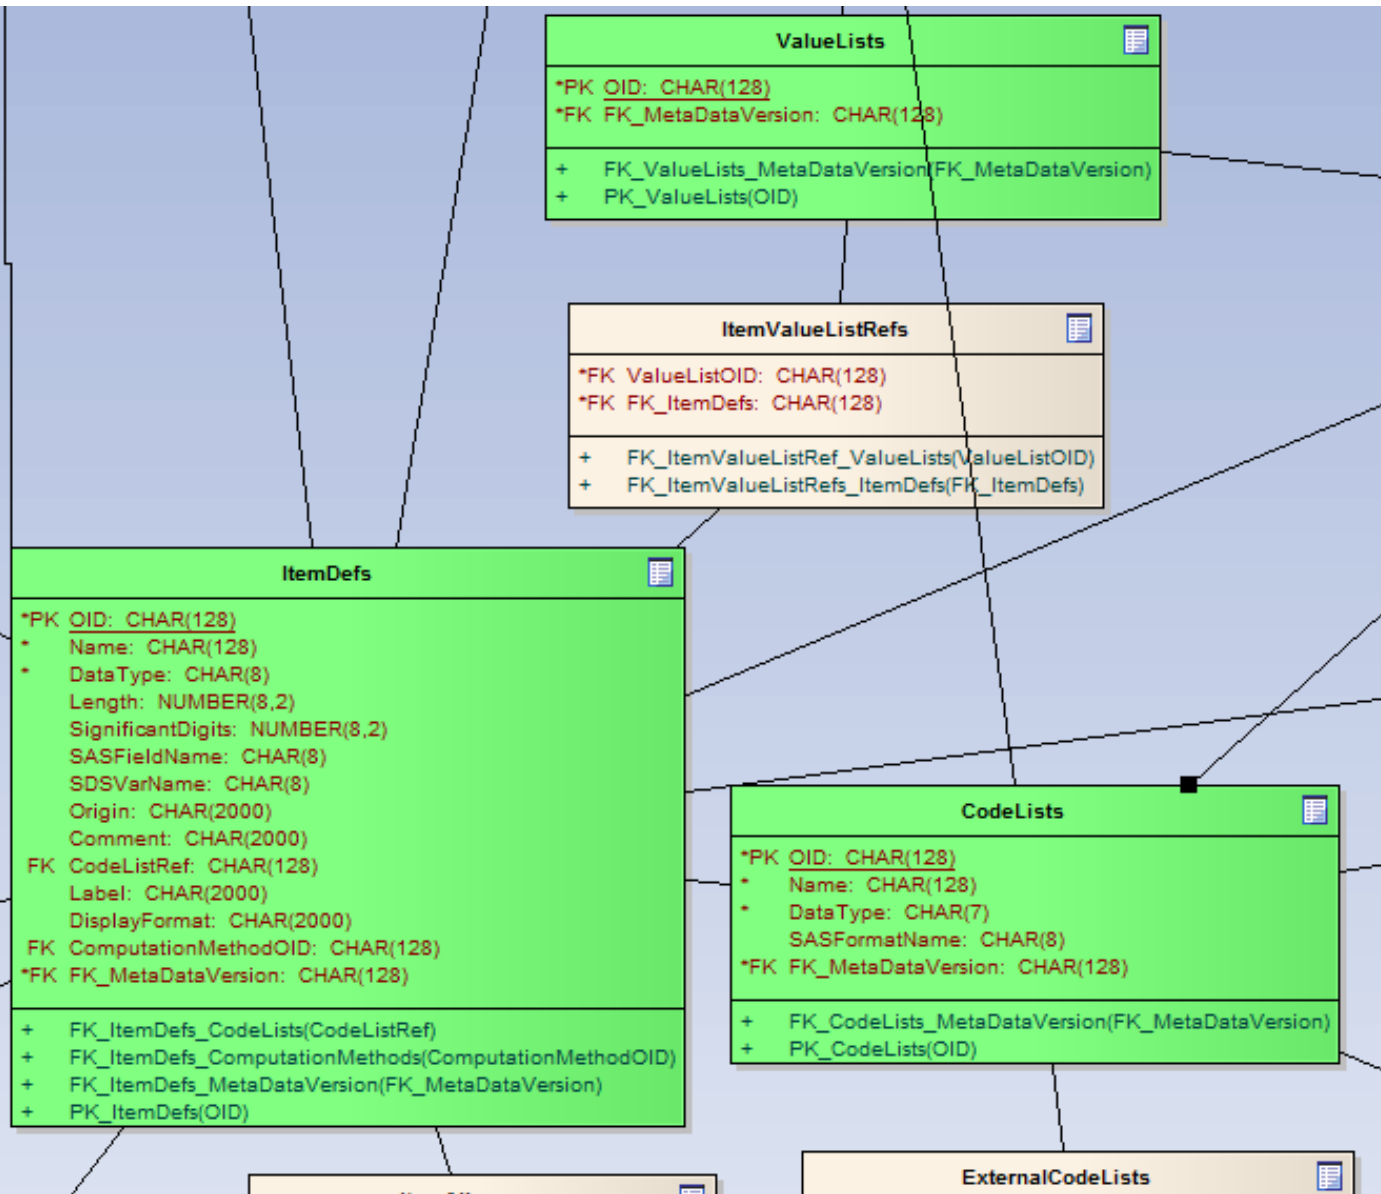 ValueLists
*PK OID: CHAR(128)
*FK FK_MetaDataVersion: CHAR(128)
+ FK_ValueLists_MetaDataVersion(FK_MetaDataVersion)
+ PK_ValueLists(OID)
ItemValueListRefs
*FK ValueListOID: CHAR(128)
*FK FK_ItemDefs: CHAR(128)
+ FK_ItemValueListRef_ValueLists(ValueListOID)
+ FK_ItemValueListRefs_ItemDefs(FK_ItemDefs)
ItemDefs
*PK OID: CHAR(128)
* Name: CHAR(128)
* DataType: CHAR(8)
Length: NUMBER(8,2)
SignificantDigits: NUMBER(8,2)
SASFieldName: CHAR(8)
SDSVarName: CHAR(8)
Origin: CHAR(2000)
Comment: CHAR(2000)
FK CodeListRef: CHAR(128)
Label: CHAR(2000)
DisplayFormat: CHAR(2000)
FK ComputationMethodOID: CHAR(128)
*FK FK_MetaDataVersion: CHAR(128)
+ FK_ItemDefs_CodeLists(CodeListRef)
+ FK_ItemDefs_ComputationMethods(ComputationMethodOID)
+ FK_ItemDefs_MetaDataVersion(FK_MetaDataVersion)
+ PK_ItemDefs(OID)
CodeLists
*PK OID: CHAR(128)
* Name: CHAR(128)
* DataType: CHAR(7)
SASFormatName: CHAR(8)
*FK FK_MetaDataVersion: CHAR(128)
+ FK_CodeLists_MetaDataVersion(FK_MetaDataVersion)
+ PK_CodeLists(OID)
ExternalCodeLists